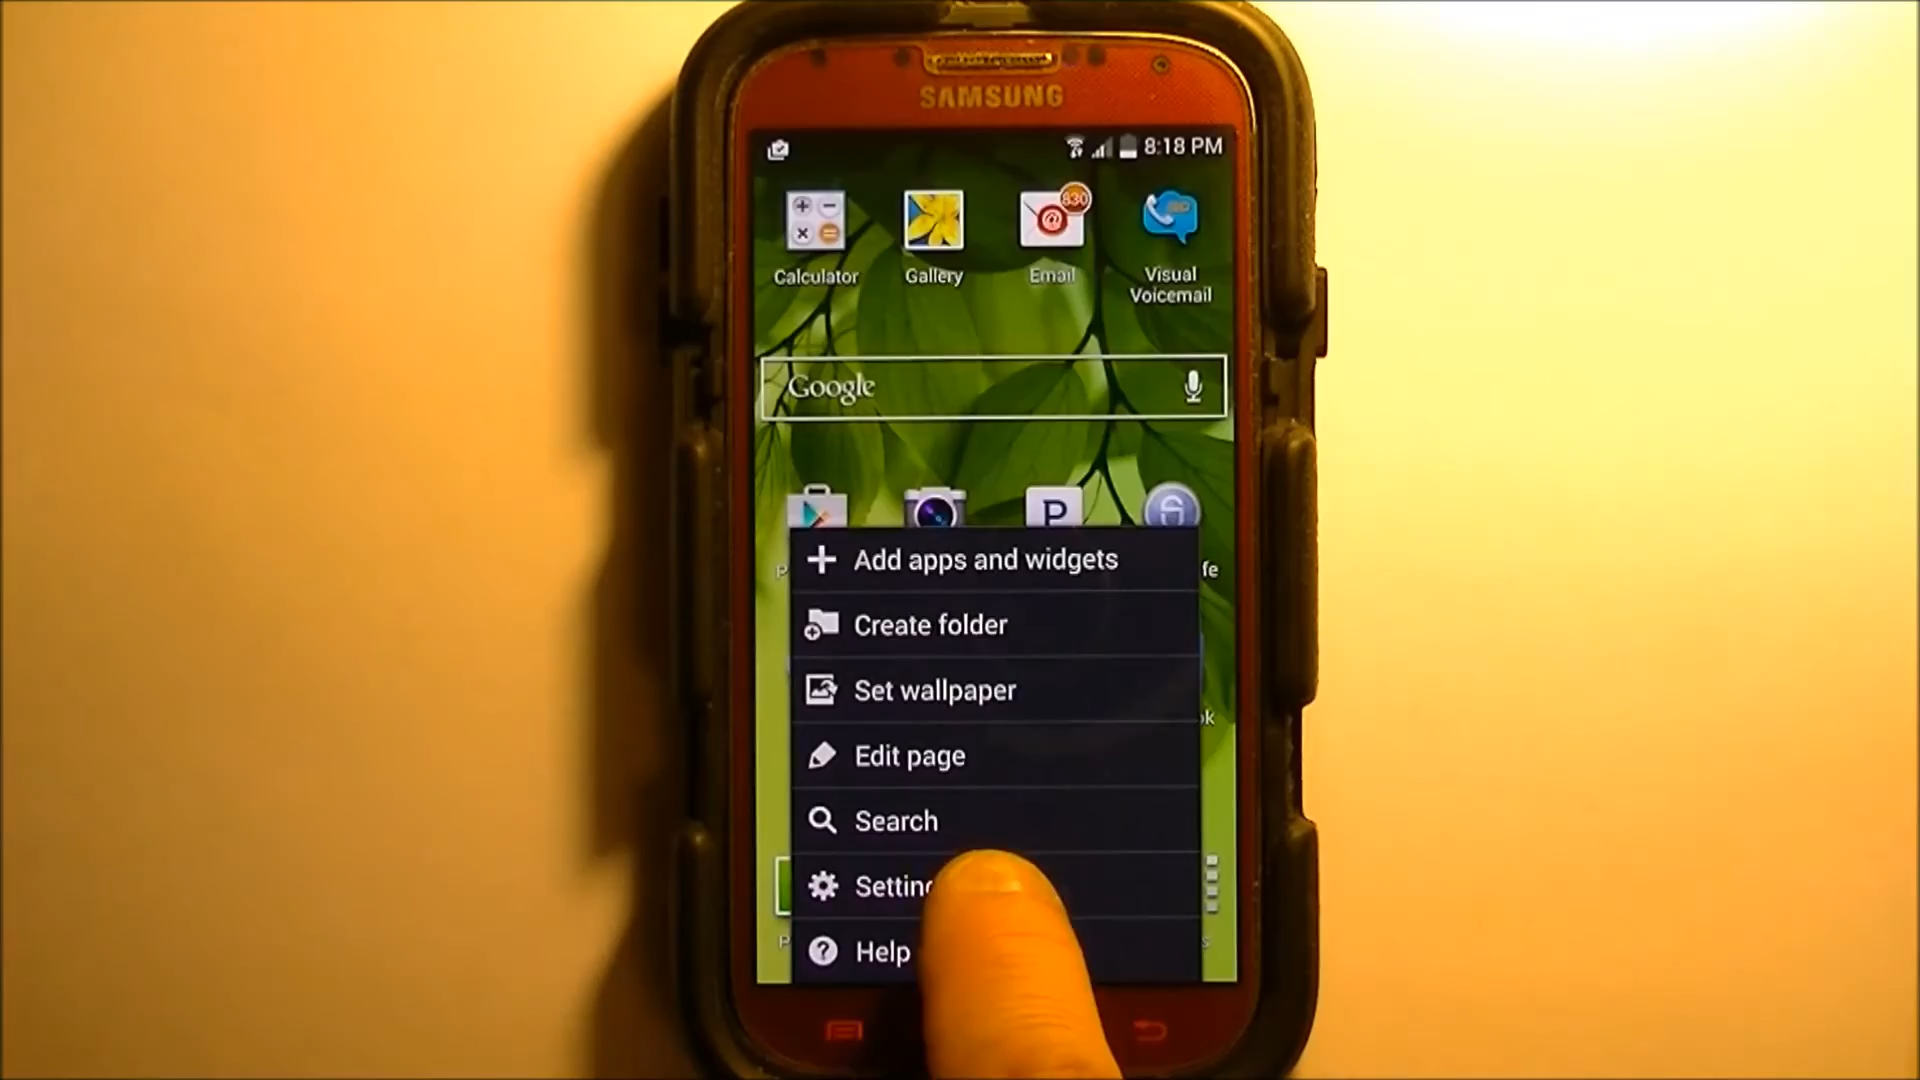 SAMSUNG
8:18 PM
830
Calculator
Gallery
Email
Visual
Voicemail
Google
P
Add apps and widgets
Create folder
Set wallpaper
Edit page
Search
Help